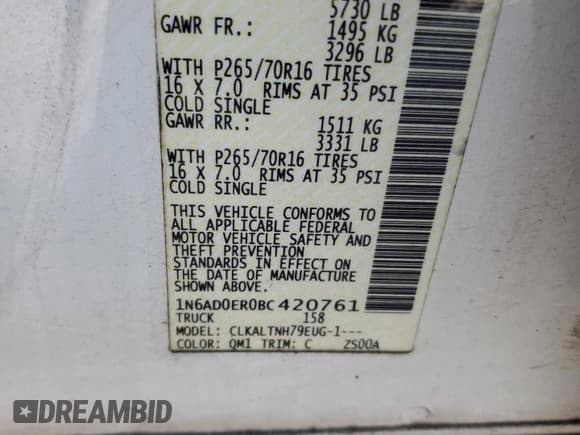 5730 LB
GAWR FR.: 1495 KG
3296 LB
WITH P265/70R16 TIRES
16 X 7.0 RIMS AT 35 PSI
COLD SINGLE
GAWR RR.: 1511 KG
3331 LB
WITH P265/70R16 TIRES
16 X 7.0 RIMS AT 35 PSI
COLD SINGLE
THIS VEHICLE CONFORMS TO
ALL APPLICABLE FEDERAL
MOTOR VEHICLE SAFETY AND
THEFT PREVENTION
STANDARDS IN EFFECT ON
THE DATE OF MANUFACTURE
SHOWN ABOVE.
1N6AD0ER0BC420761
TRUCK 158
MODEL: CLKALTNH79EUG-1---
COLOR: QM1 TRIM: C ZS00A
DREAMBID